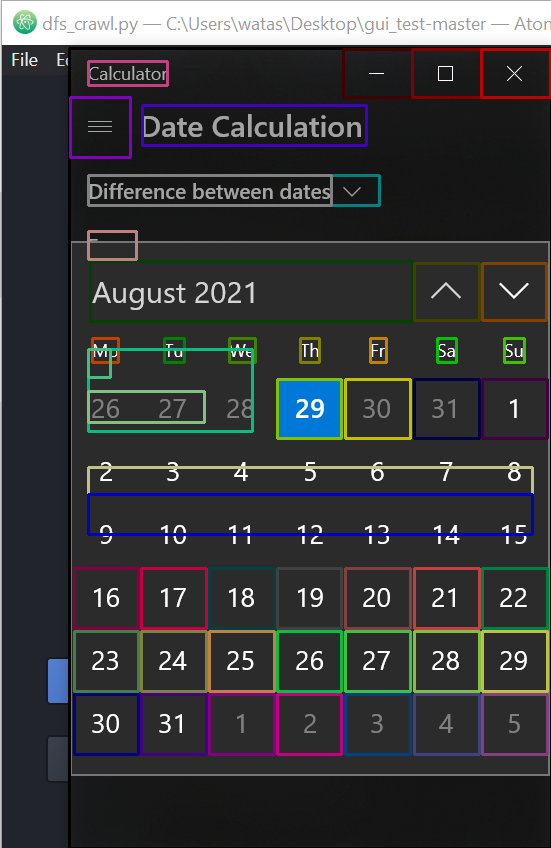 dfs_crawl.py — C:\Users\watas\Desktop\gui_test-master — Atom
File
Calculator
Date Calculation
Difference between dates
August 2021
Mo Tu We Th Fr Sa Su
26 27 28 29 30 31 1
2 3 4 5 6 7 8
9 10 11 12 13 14 15
16 17 18 19 20 21 22
23 24 25 26 27 28 29
30 31 1 2 3 4 5